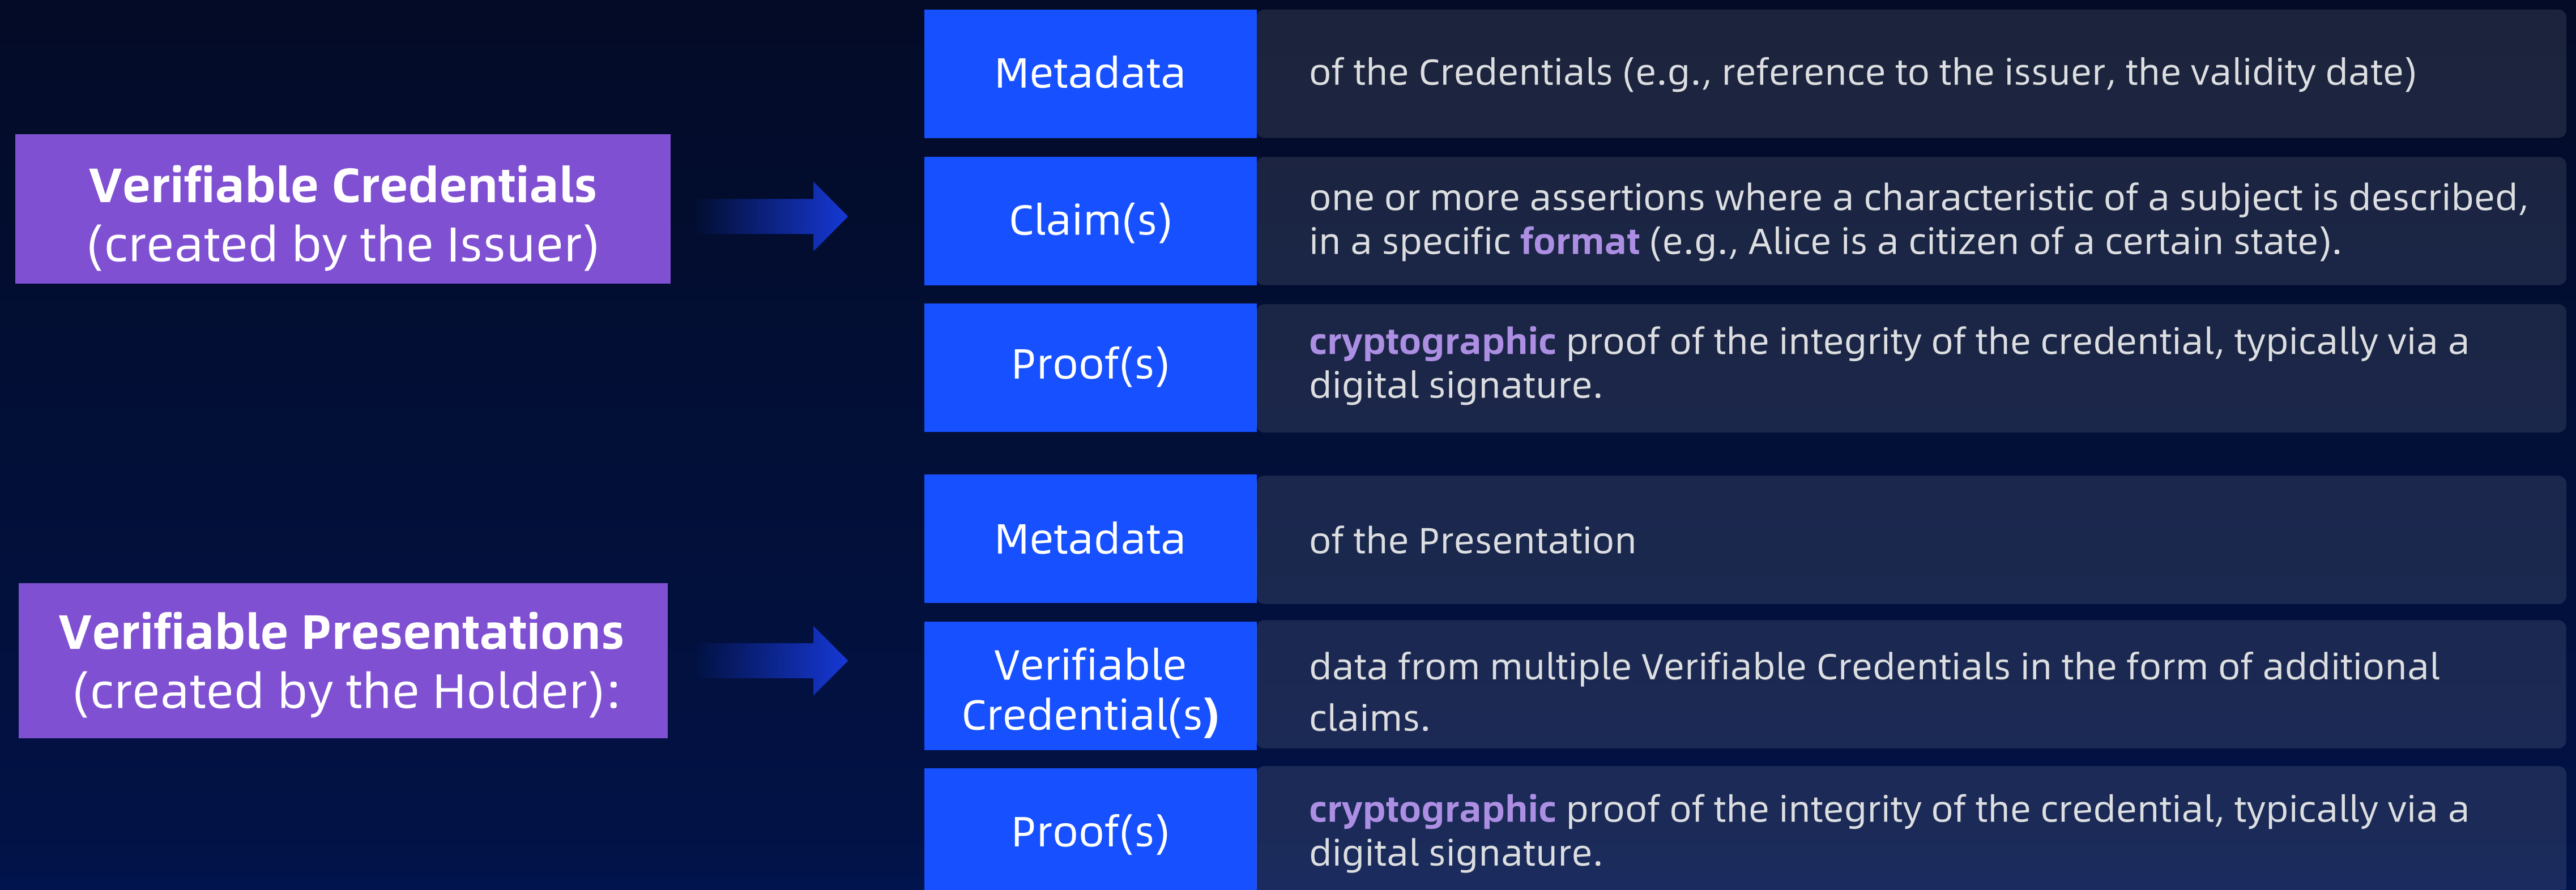 Verifiable Credentials
(created by the Issuer)
Metadata
of the Credentials (e.g., reference to the issuer, the validity date)
Claim(s)
one or more assertions where a characteristic of a subject is described,
in a specific format (e.g., Alice is a citizen of a certain state).
Proof(s)
cryptographic proof of the integrity of the credential, typically via a
digital signature.
Verifiable Presentations
(created by the Holder):
Metadata
of the Presentation
Verifiable
Credential(s)
data from multiple Verifiable Credentials in the form of additional
claims.
Proof(s)
cryptographic proof of the integrity of the credential, typically via a
digital signature.